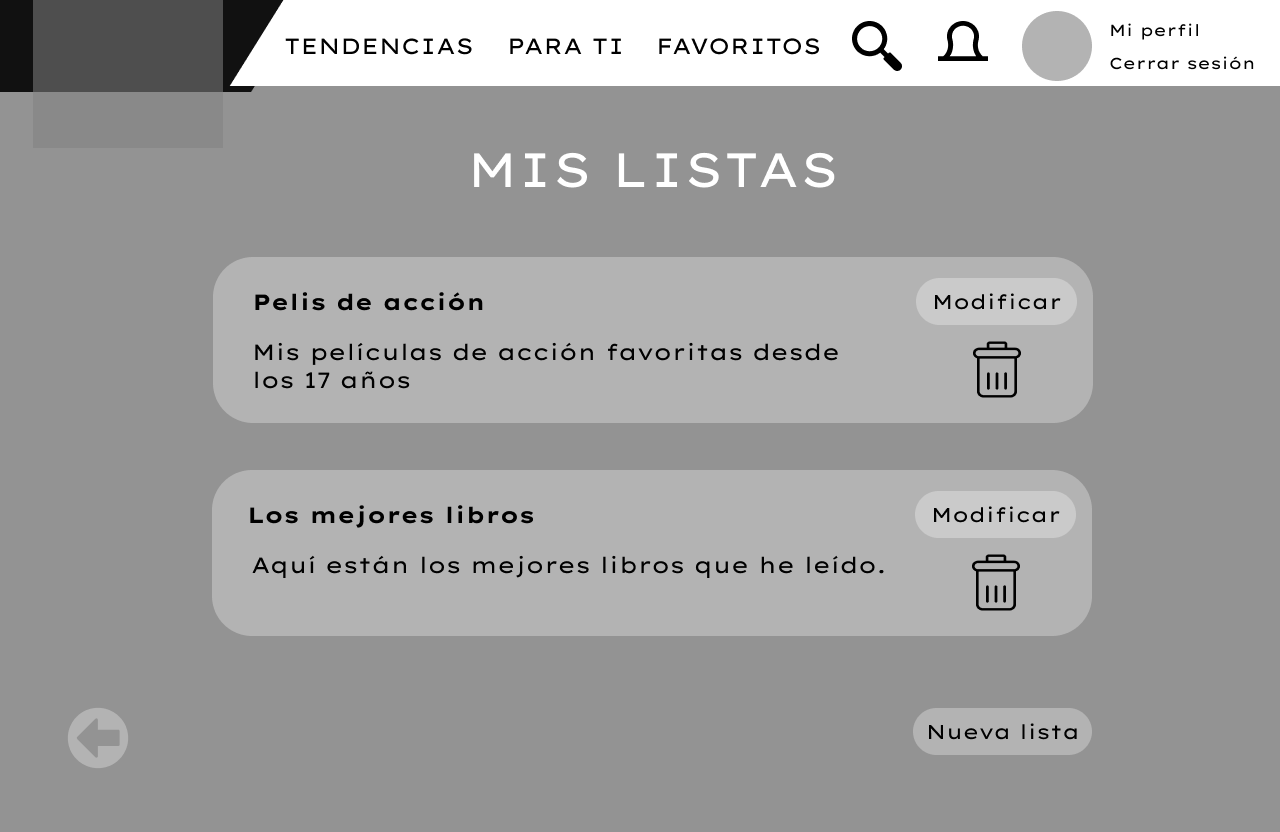 TENDENCIAS PARA TI FAVORITOS Mi perfil
Cerrar sesión
MIS LISTAS
Pelis de acción Modificar
Mis películas de acción favoritas desde
los 17 años
Los mejores libros Modificar
Aquí están los mejores libros que he leído.
Nueva lista